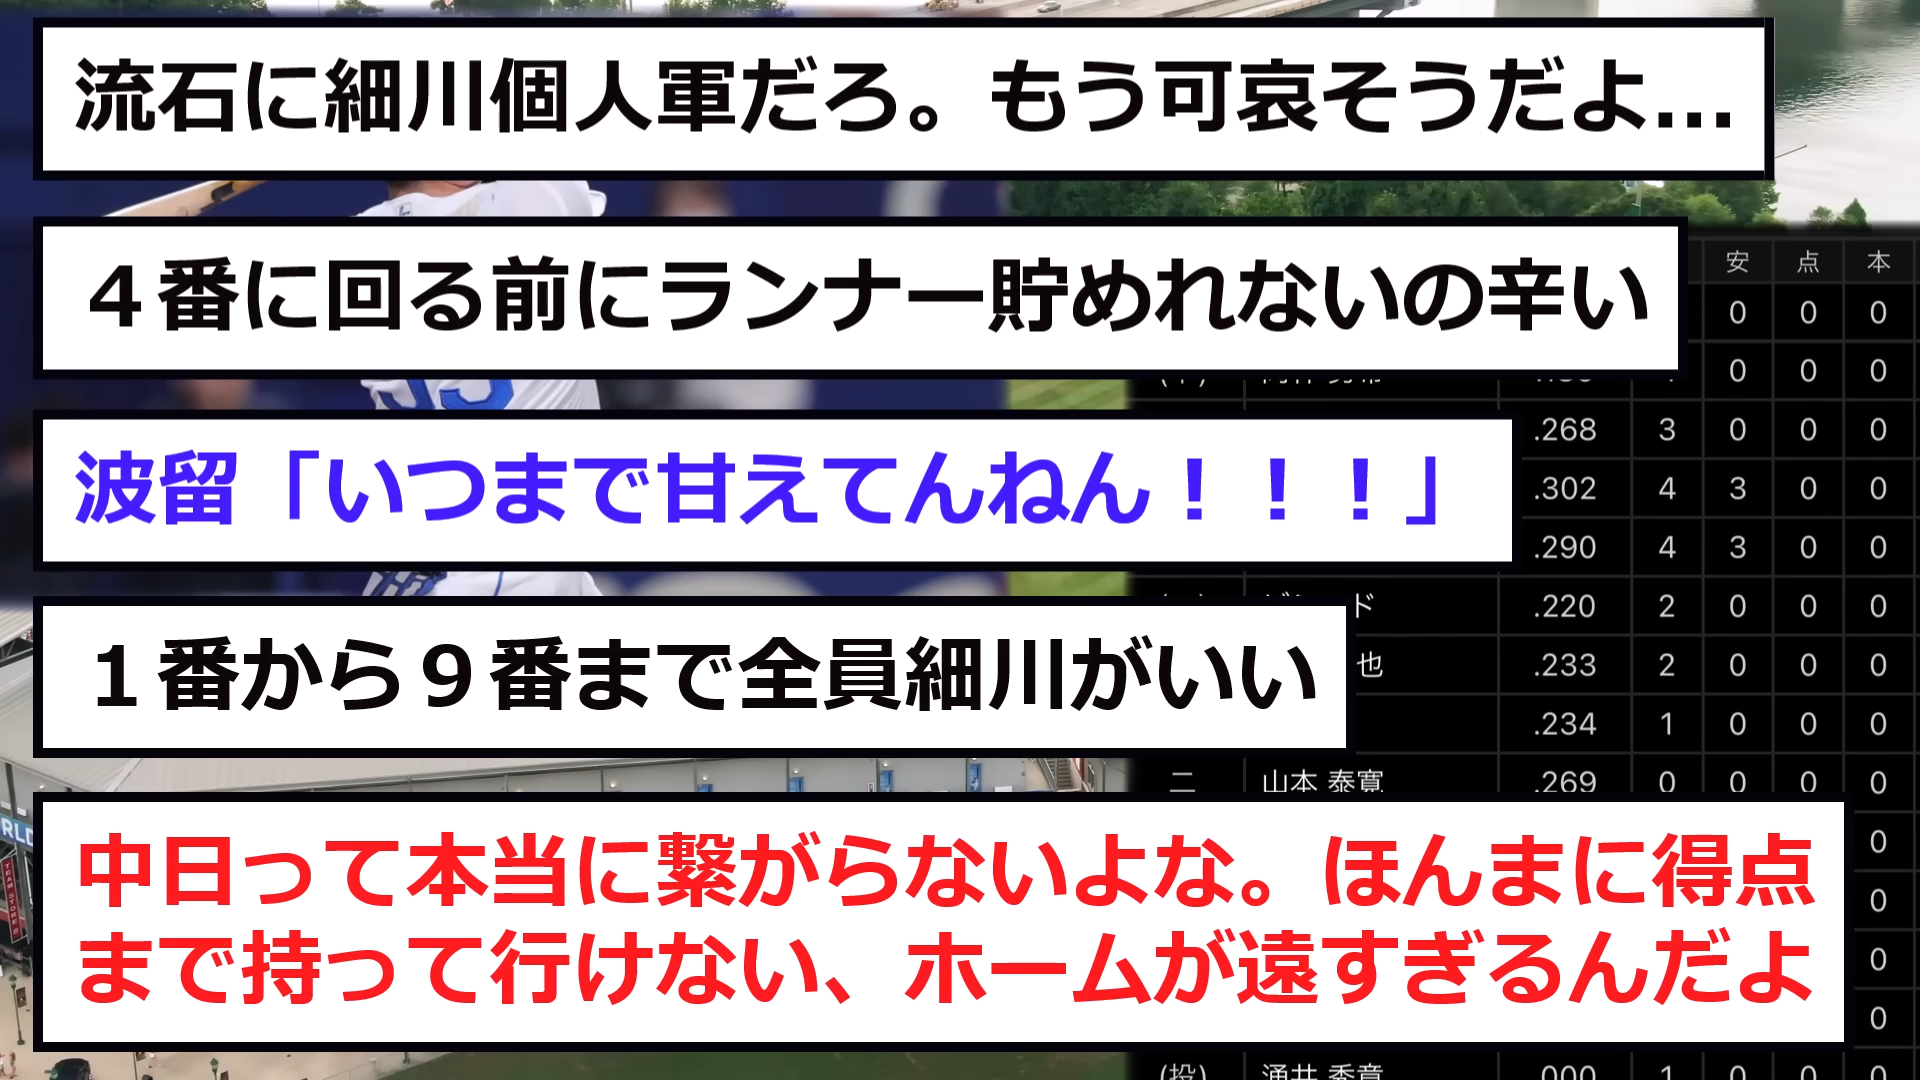 流石に細川個人軍だろ。もう可哀そうだよ...
４番に回る前にランナー貯めれないの辛い
安 点 本
0 0 0
0 0 0
波留「いつまで甘えてんねん！！！」
.268 3 0 0 0
.302 4 3 0 0
.290 4 3 0 0
ド .220 2 0 0 0
１番から９番まで全員細川がいい
也 .233 2 0 0 0
.234 1 0 0 0
二 山本 泰寛 .269 0 0 0 0
中日って本当に繋がらないよな。ほんまに得点
まで持って行けない、ホームが遠すぎるんだよ
0
0
0
0
TEAM STORE
(投) 涌井 秀章 .000 1 0 0 0